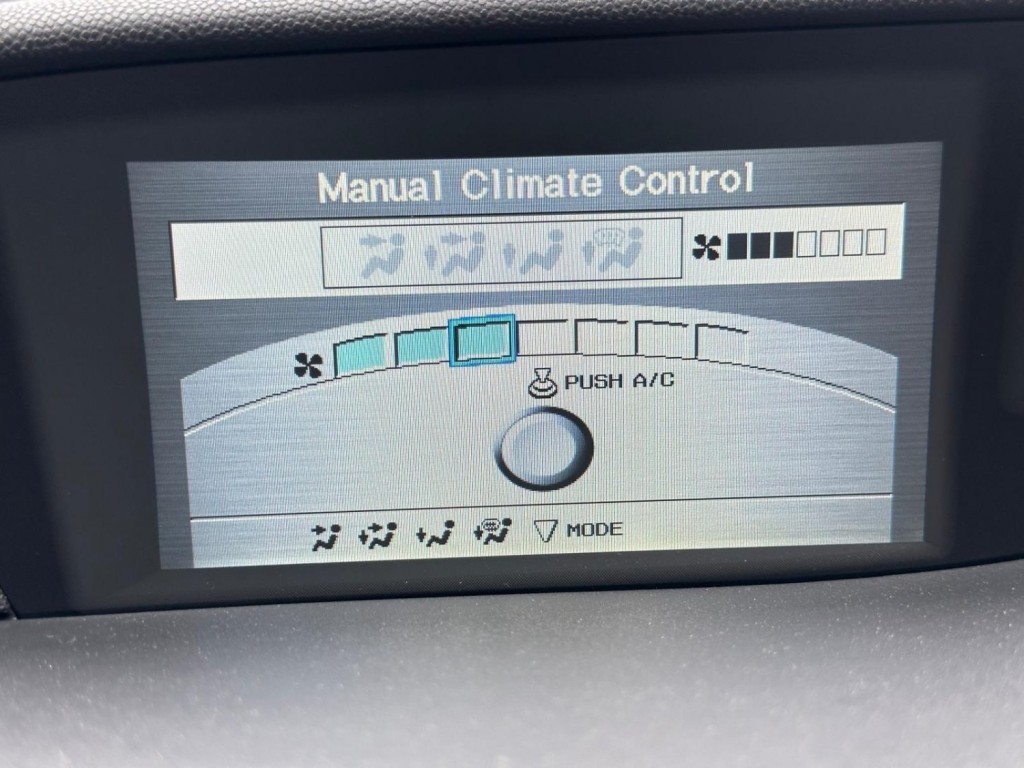 Manual Climate Control
PUSH A/C
MODE